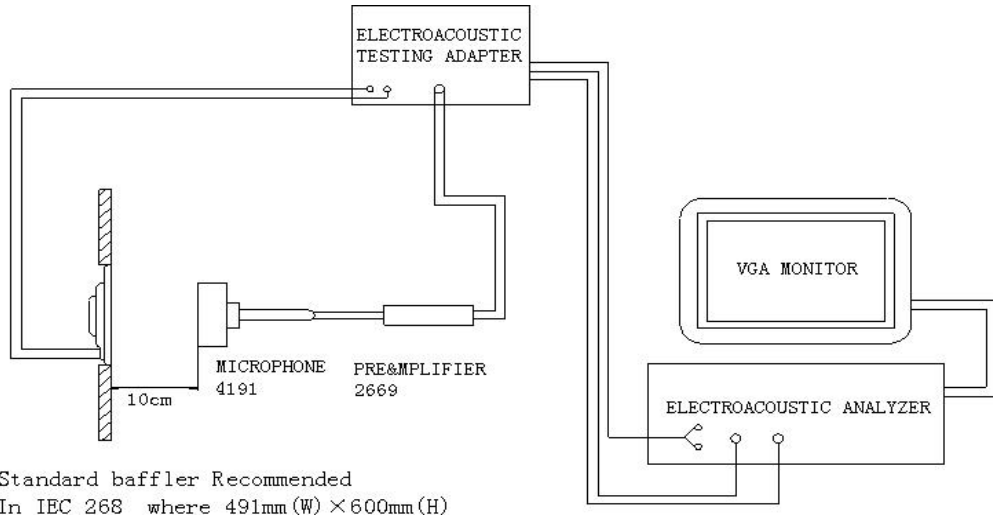 ELECTROACOUSTIC
TESTING ADAPTER
VGA MONITOR
MICROPHONE
4191
PRE&MPLIFIER
2669
10cm
ELECTROACOUSTIC ANALYZER
Standard baffler Recommended
In IEC 268 where 491mm(W)×600mm(H)